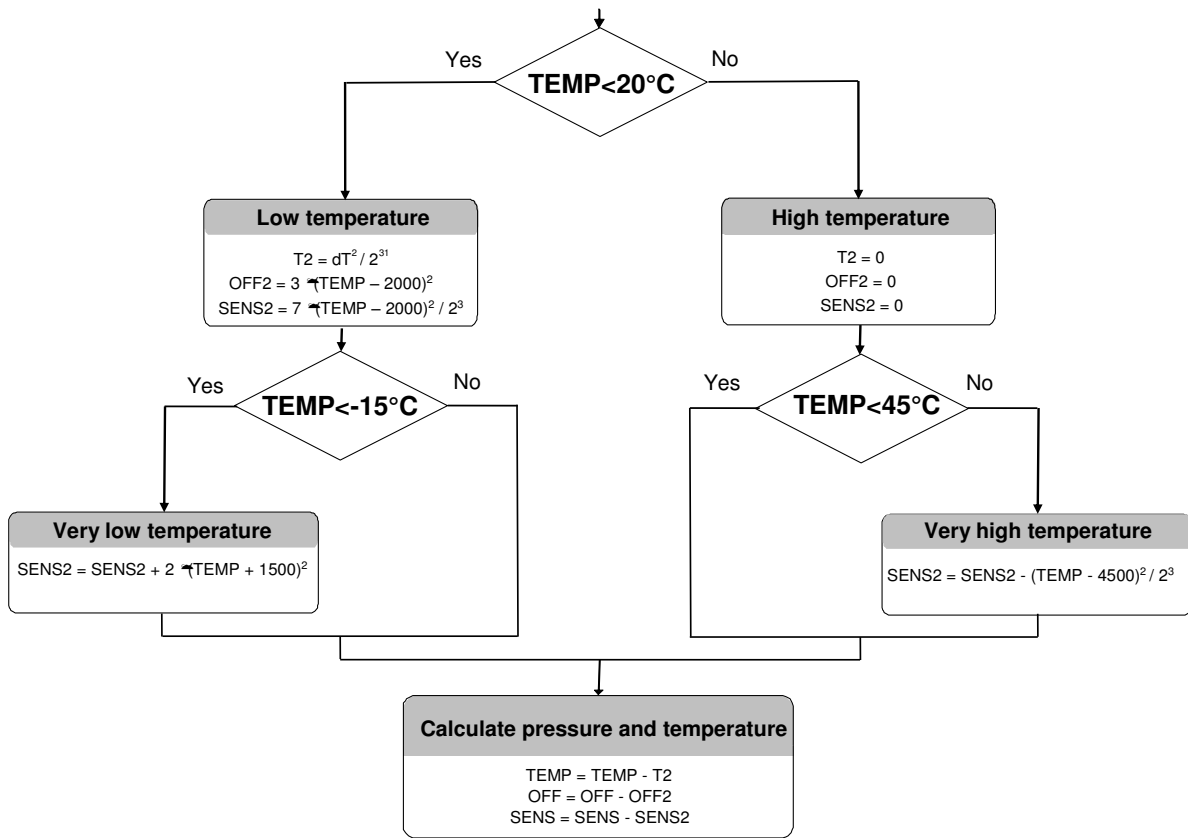 Yes
No
TEMP<20°C
Low temperature
T2 = dT² / 2³¹
OFF2 = 3 (TEMP – 2000)²
SENS2 = 7 (TEMP – 2000)² / 2³
High temperature
T2 = 0
OFF2 = 0
SENS2 = 0
Yes
No
TEMP<-15°C
Yes
No
TEMP<45°C
Very low temperature
SENS2 = SENS2 + 2 (TEMP + 1500)²
Very high temperature
SENS2 = SENS2 - (TEMP - 4500)² / 2³
Calculate pressure and temperature
TEMP = TEMP - T2
OFF = OFF - OFF2
SENS = SENS - SENS2